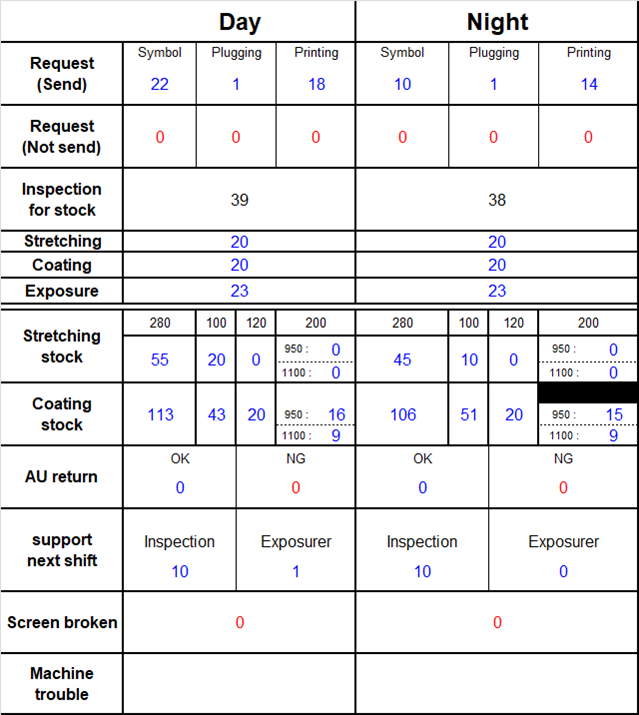 Day Night
Request (Send) Symbol Plugging Printing Symbol Plugging Printing
22 1 18 10 1 14
Request (Not send) 0 0 0 0 0 0
Inspection for stock 39 38
Stretching 20 20
Coating 20 20
Exposure 23 23
Stretching stock 280 100 120 200 280 100 120 200
55 20 0 950 : 0 45 10 0 950 : 0
1100 : 0 1100 : 0
Coating stock 113 43 20 950 : 16 106 51 20 950 : 15
1100 : 9 1100 : 9
AU return OK NG OK NG
0 0 0 0
support next shift Inspection Exposurer Inspection Exposurer
10 1 10 0
Screen broken 0 0
Machine trouble